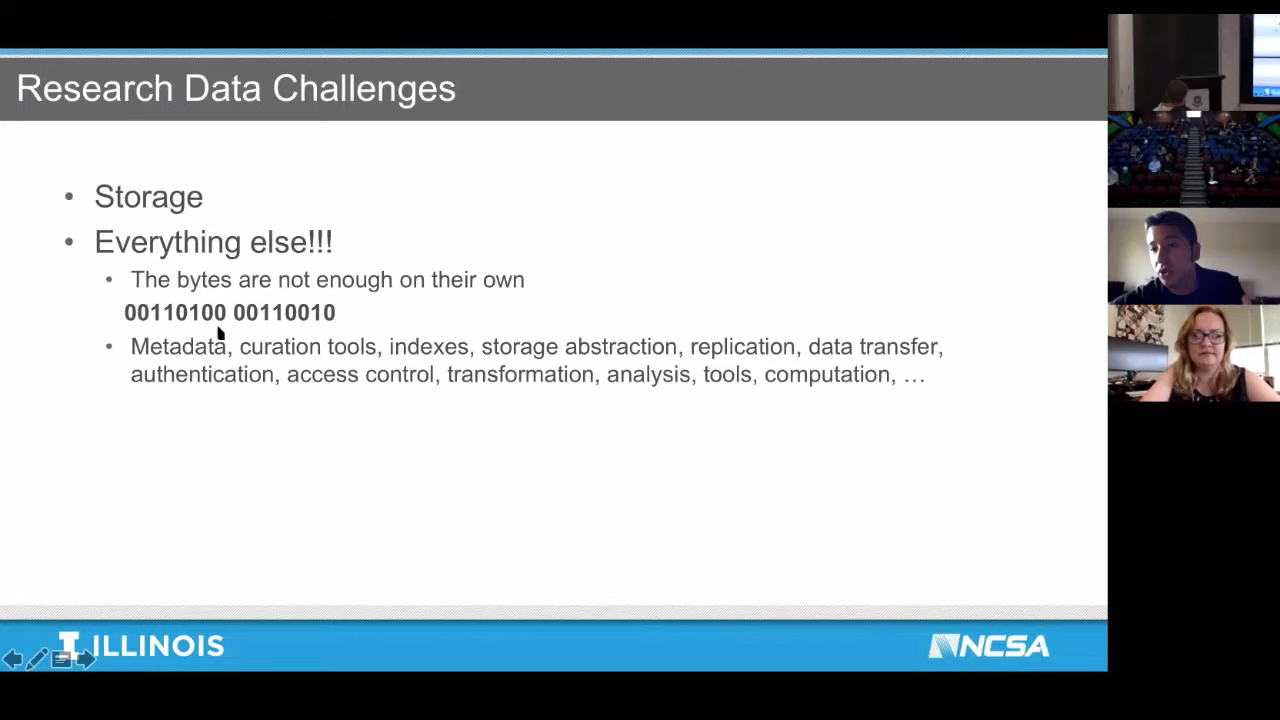 Research Data Challenges
• Storage
• Everything else!!!
• The bytes are not enough on their own
00110100 00110010
• Metadata, curation tools, indexes, storage abstraction, replication, data transfer,
authentication, access control, transformation, analysis, tools, computation, …
I ILLINOIS
NCSA